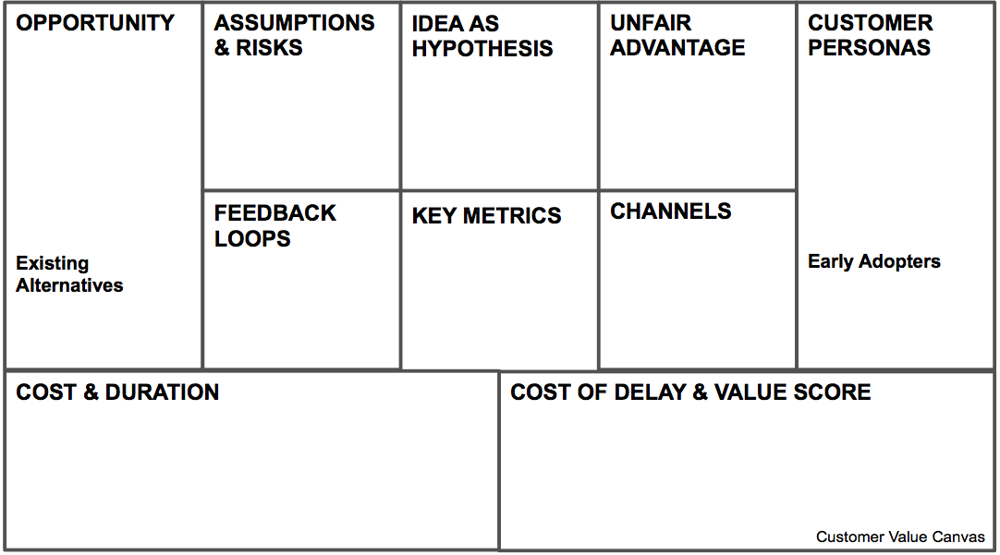 OPPORTUNITY
Existing
Alternatives
ASSUMPTIONS
& RISKS
FEEDBACK
LOOPS
IDEA AS
HYPOTHESIS
KEY METRICS
UNFAIR
ADVANTAGE
CHANNELS
CUSTOMER
PERSONAS
Early Adopters
COST & DURATION
COST OF DELAY & VALUE SCORE
Customer Value Canvas